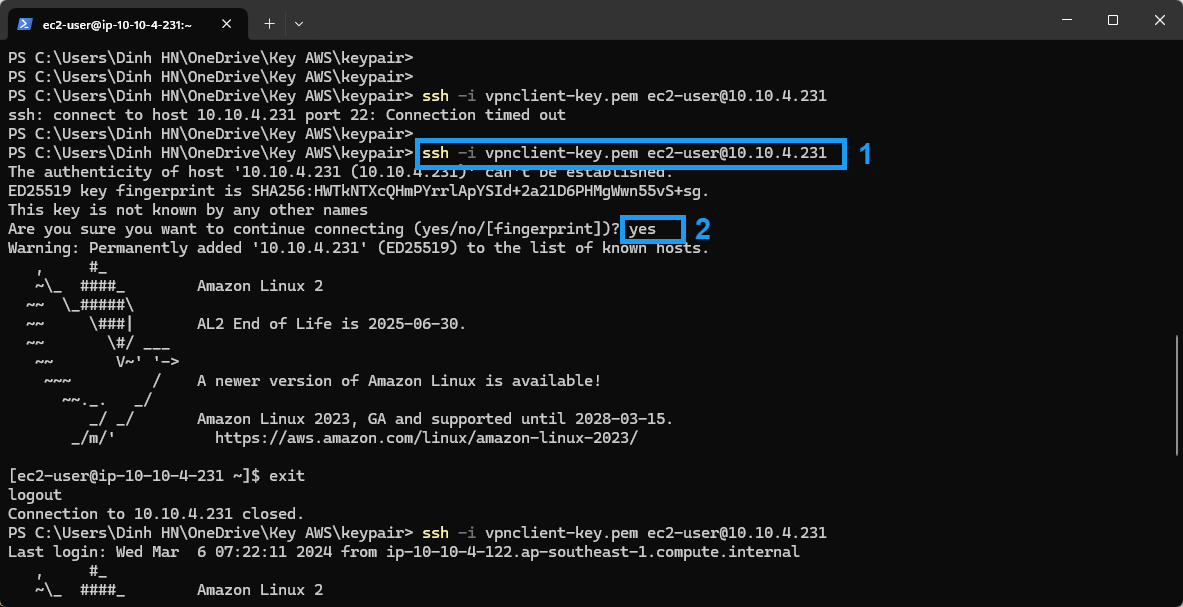 ec2-user@ip-10-10-4-231:~
PS C:\Users\Dinh HN\OneDrive\Key AWS\keypair>
PS C:\Users\Dinh HN\OneDrive\Key AWS\keypair>
PS C:\Users\Dinh HN\OneDrive\Key AWS\keypair> ssh -i vpnclient-key.pem ec2-user@10.10.4.231
ssh: connect to host 10.10.4.231 port 22: Connection timed out
PS C:\Users\Dinh HN\OneDrive\Key AWS\keypair>
PS C:\Users\Dinh HN\OneDrive\Key AWS\keypair> ssh -i vpnclient-key.pem ec2-user@10.10.4.231 1
The authenticity of host '10.10.4.231 (10.10.4.231)' can't be established.
ED25519 key fingerprint is SHA256:HWTkNTXcQHmPYrrlApYSId+2a21D6PHMgWwn55vS+sg.
This key is not known by any other names
Are you sure you want to continue connecting (yes/no/[fingerprint])? yes 2
Warning: Permanently added '10.10.4.231' (ED25519) to the list of known hosts.
   ,     #_
   ~\_  ####_        Amazon Linux 2
  ~~  \_#####\
  ~~     \###|       AL2 End of Life is 2025-06-30.
  ~~       \#/ ___
   ~~       V~' '->
    ~~~         /    A newer version of Amazon Linux is available!
      ~~._.   _/
         _/ _/       Amazon Linux 2023, GA and supported until 2028-03-15.
       _/m/'           https://aws.amazon.com/linux/amazon-linux-2023/
[ec2-user@ip-10-10-4-231 ~]$ exit
logout
Connection to 10.10.4.231 closed.
PS C:\Users\Dinh HN\OneDrive\Key AWS\keypair> ssh -i vpnclient-key.pem ec2-user@10.10.4.231
Last login: Wed Mar  6 07:22:11 2024 from ip-10-10-4-122.ap-southeast-1.compute.internal
   ,     #_
   ~\_  ####_        Amazon Linux 2